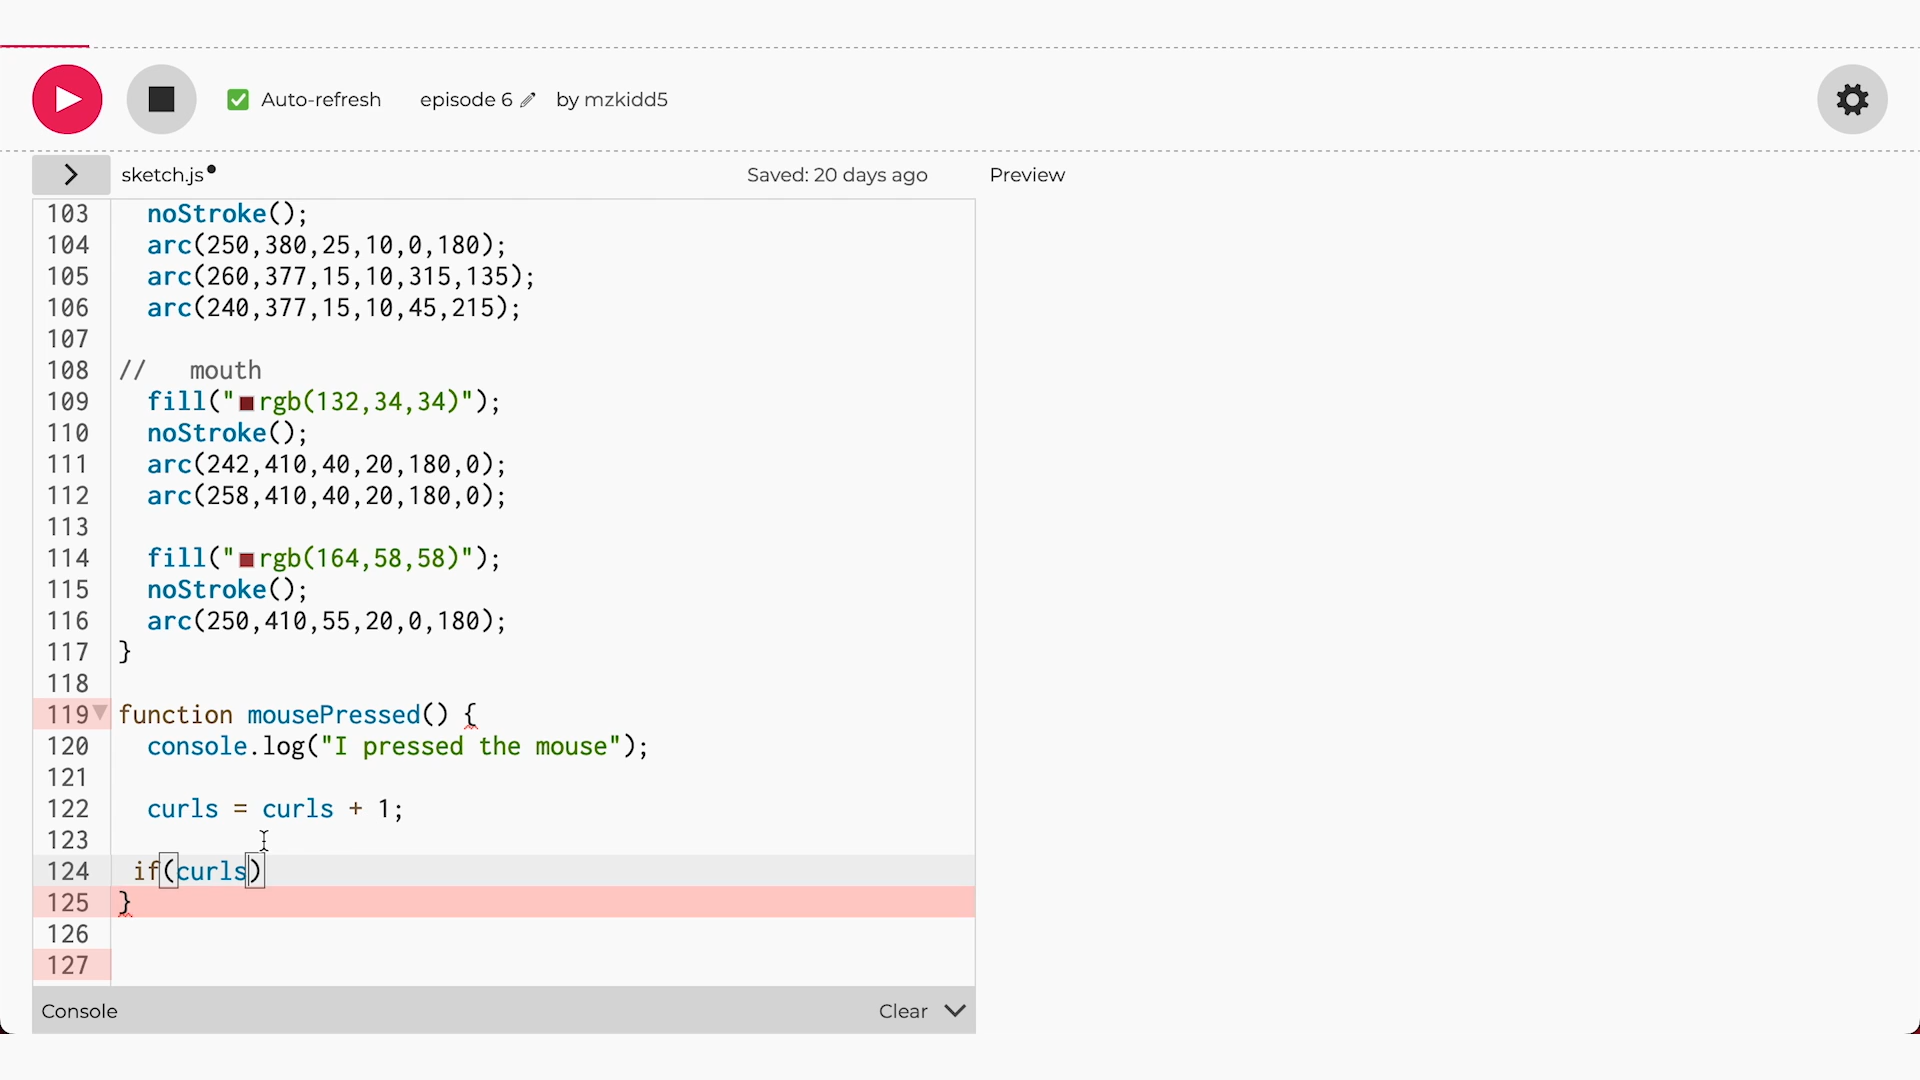 Auto-refresh episode 6 by mzkidd5
sketch.js Saved: 20 days ago Preview
103 noStroke();
104 arc(250,380,25,10,0,180);
105 arc(260,377,15,10,315,135);
106 arc(240,377,15,10,45,215);
107
108 // mouth
109 fill("rgb(132,34,34)");
110 noStroke();
111 arc(242,410,40,20,180,0);
112 arc(258,410,40,20,180,0);
113
114 fill("rgb(164,58,58)");
115 noStroke();
116 arc(250,410,55,20,0,180);
117 }
118
119 function mousePressed() {
120 console.log("I pressed the mouse");
121
122 curls = curls + 1;
123
124 if(curls)
125 }
126
127
Console Clear